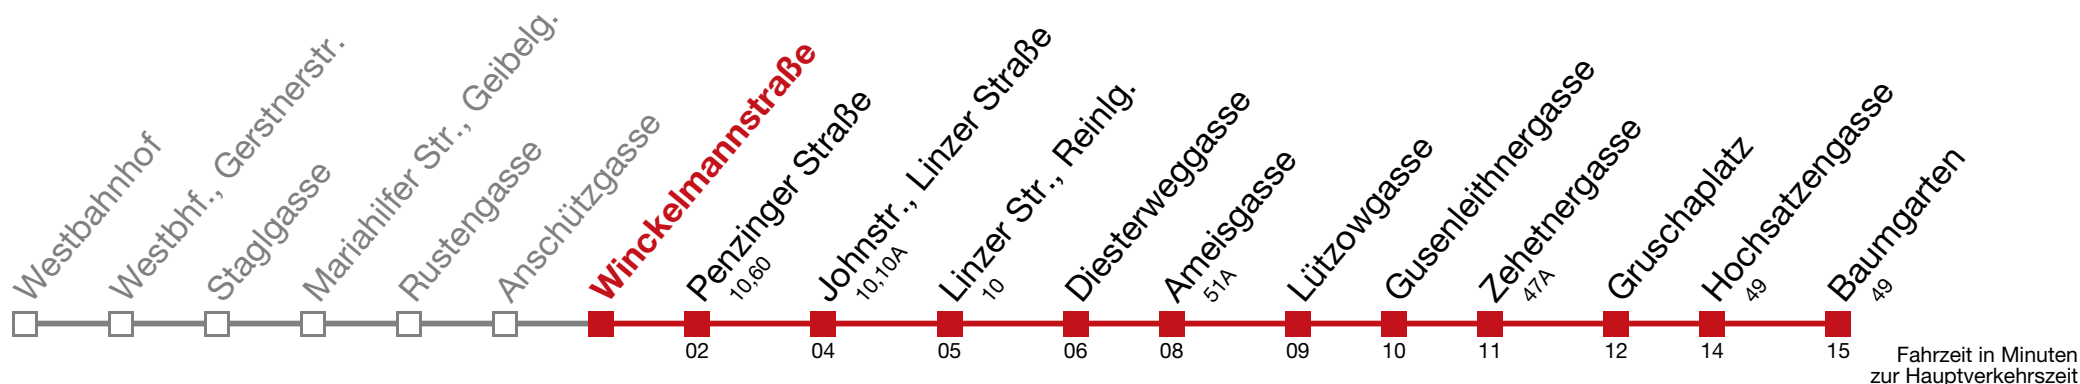 Westbahnhof
Westbhf., Gerstnerstr.
Staglgasse
Mariahilfer Str., Geibelg.
Rustengasse
Anschützgasse
Winckelmannstraße
Penzinger Straße
10,60
Johnstr., Linzer Straße
10,10A
Linzer Str., Reinlg.
10
Diesterweggasse
Ameisgasse
51A
Lützowgasse
Gusenleithnergasse
Zehetnergasse
47A
Gruschaplatz
Hochsatzengasse
49
Baumgarten
49
02 04 05 06 08 09 10 11 12 14 15
Fahrzeit in Minuten
zur Hauptverkehrszeit